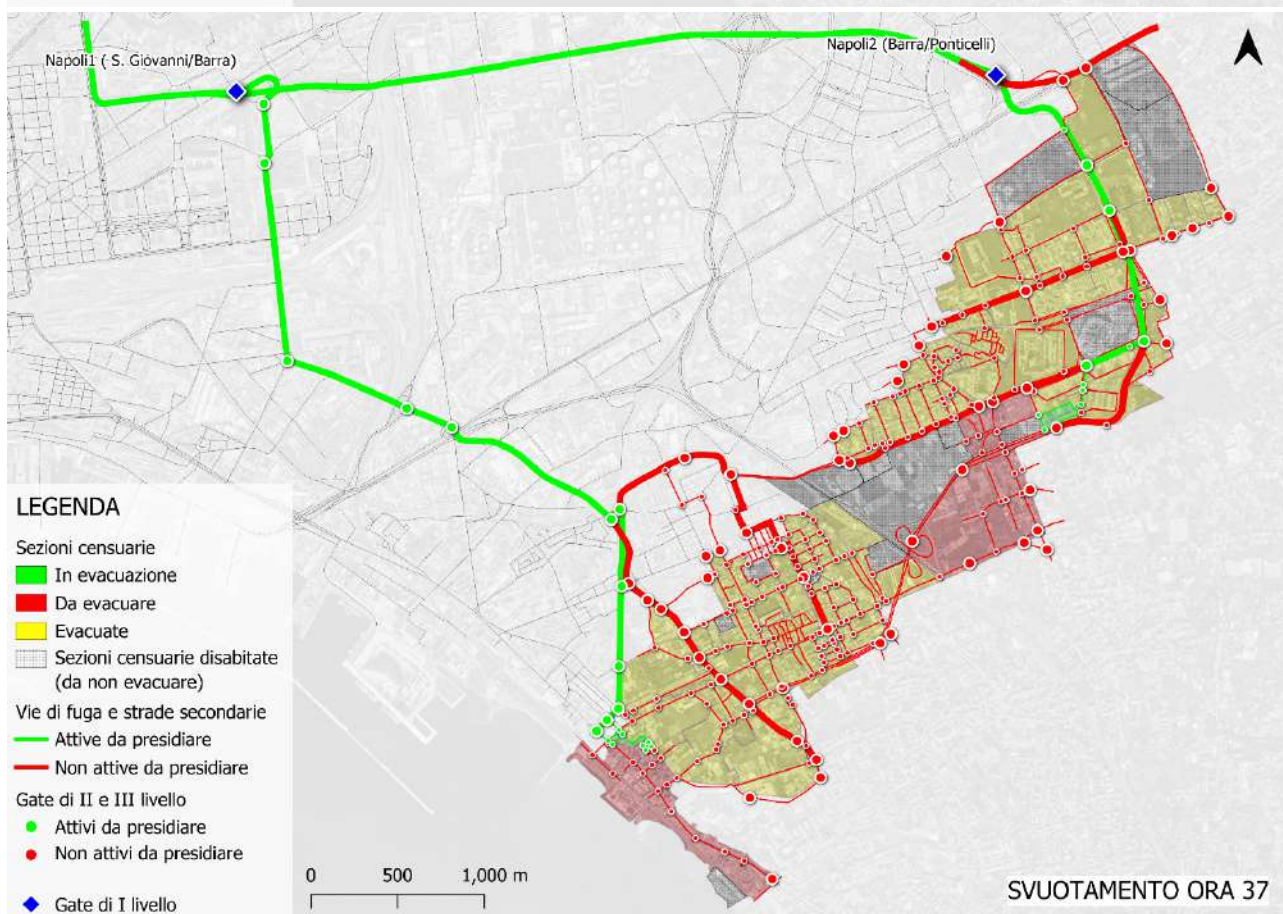 Napoli1 ( S. Giovanni/Barra)
Napoli2 (Barra/Ponticelli)
LEGENDA
Sezioni censuarie
In evacuazione
Da evacuare
Evacuate
Sezioni censuarie disabitate
(da non evacuare)
Vie di fuga e strade secondarie
Attive da presidiare
Non attive da presidiare
Gate di II e III livello
Attivi da presidiare
Non attivi da presidiare
Gate di I livello
0 500 1,000 m
SVUOTAMENTO ORA 37